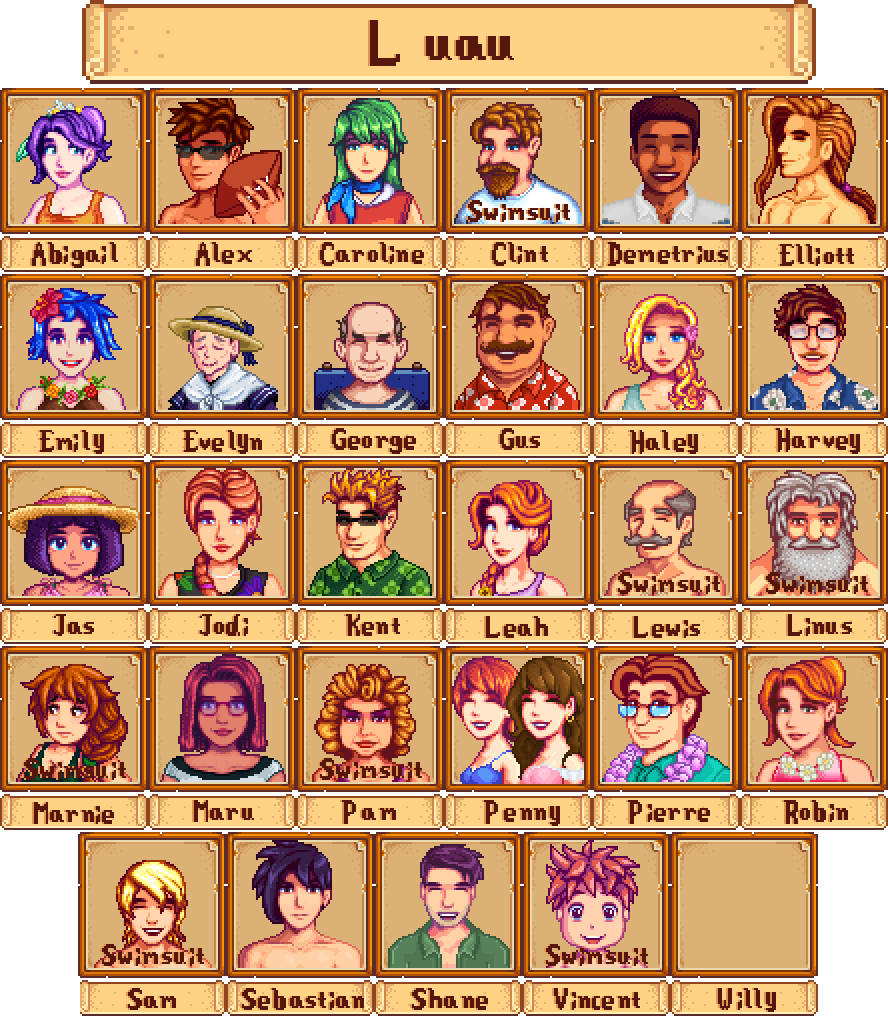 Luau
Swimsuit
Abigail Alex Caroline Clint Demetrius Elliott
Emily Evelyn George Gus Haley Harvey
Swimsuit Swimsuit
Jas Jodi Kent Leah Lewis Linus
Swimsuit Swimsuit
Marnie Maru Pam Penny Pierre Robin
Swimsuit Swimsuit
Sam Sebastian Shane Vincent Willy